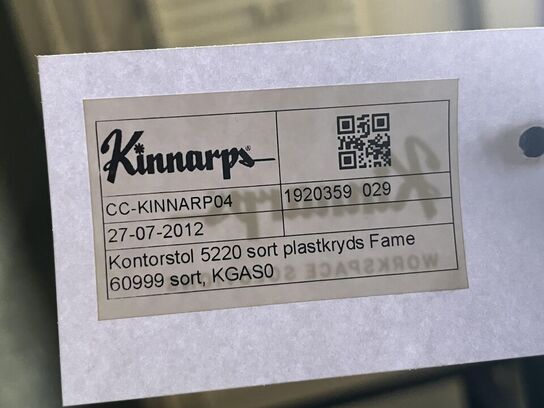 Kinnarps
CC-KINNARP04
1920359 029
27-07-2012
Kontorstol 5220 sort plastkryds Fame
60999 sort, KGAS0